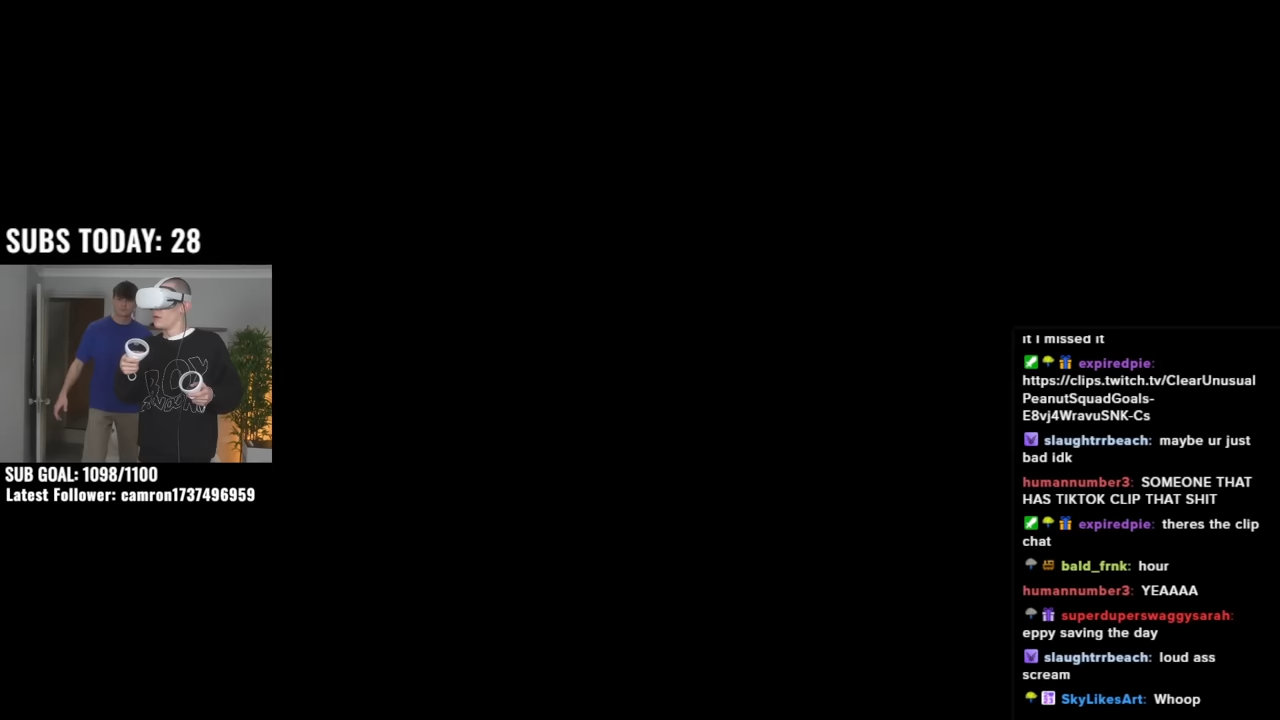 SUBS TODAY: 28
SUB GOAL: 1098/1100
Latest Follower: camron1737496959
it I missed it
expiredpie:
https://clips.twitch.tv/ClearUnusual
PeanutSquadGoals-
E8vj4WravuSNK-Cs
slaughtrrbeach: maybe ur just
bad idk
humannumber3: SOMEONE THAT
HAS TIKTOK CLIP THAT SHIT
expiredpie: theres the clip
chat
bald_frnk: hour
humannumber3: YEAAAA
superduperswaggysarah:
eppy saving the day
slaughtrrbeach: loud ass
scream
SkyLikesArt: Whoop